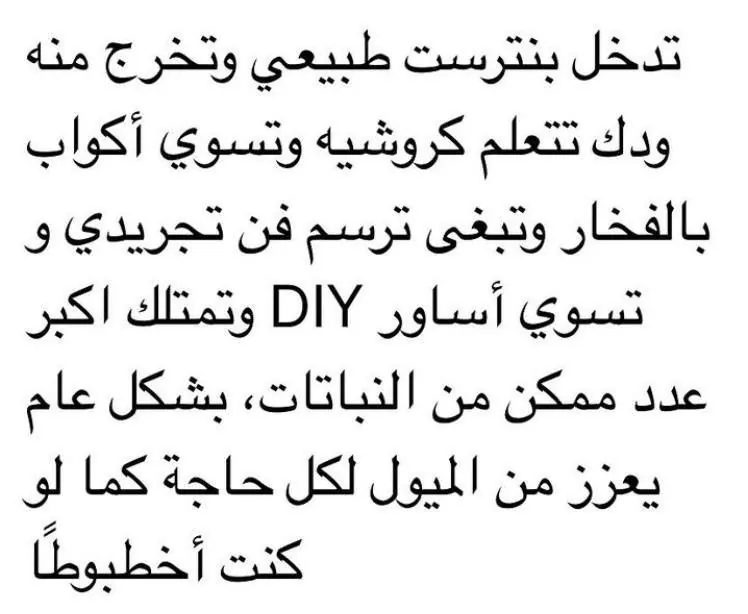 تدخل بنترست طبيعي وتخرج منه
ودك تتعلم كروشيه وتسوي أكواب
بالفخار وتبغى ترسم فن تجريدي و
تسوي أساور DIY وتمتلك اكبر
عدد ممكن من النباتات، بشكل عام
يعزز من الميول لكل حاجة كما لو
كنت أخطبوطًا